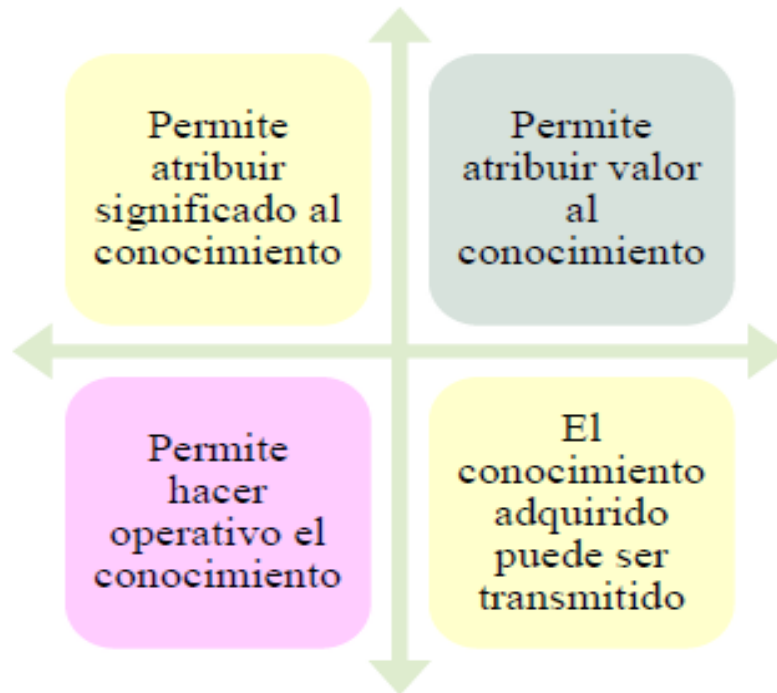 Permite
atribuir
significado al
conocimiento
Permite
atribuir valor
al
conocimiento
Permite
hacer
operativo el
conocimiento
El
conocimiento
adquirido
puede ser
transmitido